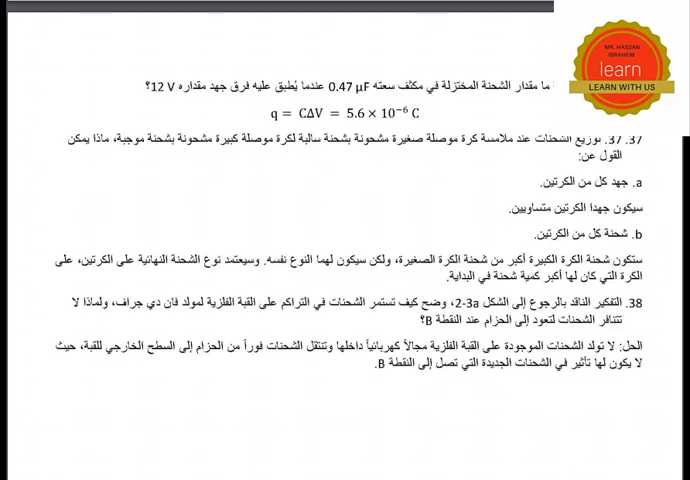 MR. HASSAN
IBRAHEM
learn
LEARN WITH US
ما مقدار الشحنة المختزلة في مكثف سعته 0.47 μF عندما يُطبق عليه فرق جهد مقداره 12 V؟
q = CΔV = 5.6 × 10⁻⁶ C
37. 37. توزيع الشحنات عند ملامسة كرة موصلة صغيرة مشحونة بشحنة سالبة لكرة موصلة كبيرة مشحونة بشحنة موجبة، ماذا يمكن
القول عن:
a. جهد كل من الكرتين.
سيكون جهدا الكرتين متساويين.
b. شحنة كل من الكرتين.
ستكون شحنة الكرة الكبيرة أكبر من شحنة الكرة الصغيرة، ولكن سيكون لهما النوع نفسه. وسيعتمد نوع الشحنة النهائية على الكرتين، على
الكرة التي كان لها أكبر كمية شحنة في البداية.
38. التفكير الناقد بالرجوع إلى الشكل 2-3a، وضح كيف تستمر الشحنات في التراكم على القبة الفلزية لمولد فان دي جراف، ولماذا لا
تتنافر الشحنات لتعود إلى الحزام عند النقطة B؟
الحل: لا تولد الشحنات الموجودة على القبة الفلزية مجالاً كهربائياً داخلها وتنتقل الشحنات فوراً من الحزام إلى السطح الخارجي للقبة، حيث
لا يكون لها تأثير في الشحنات الجديدة التي تصل إلى النقطة B.